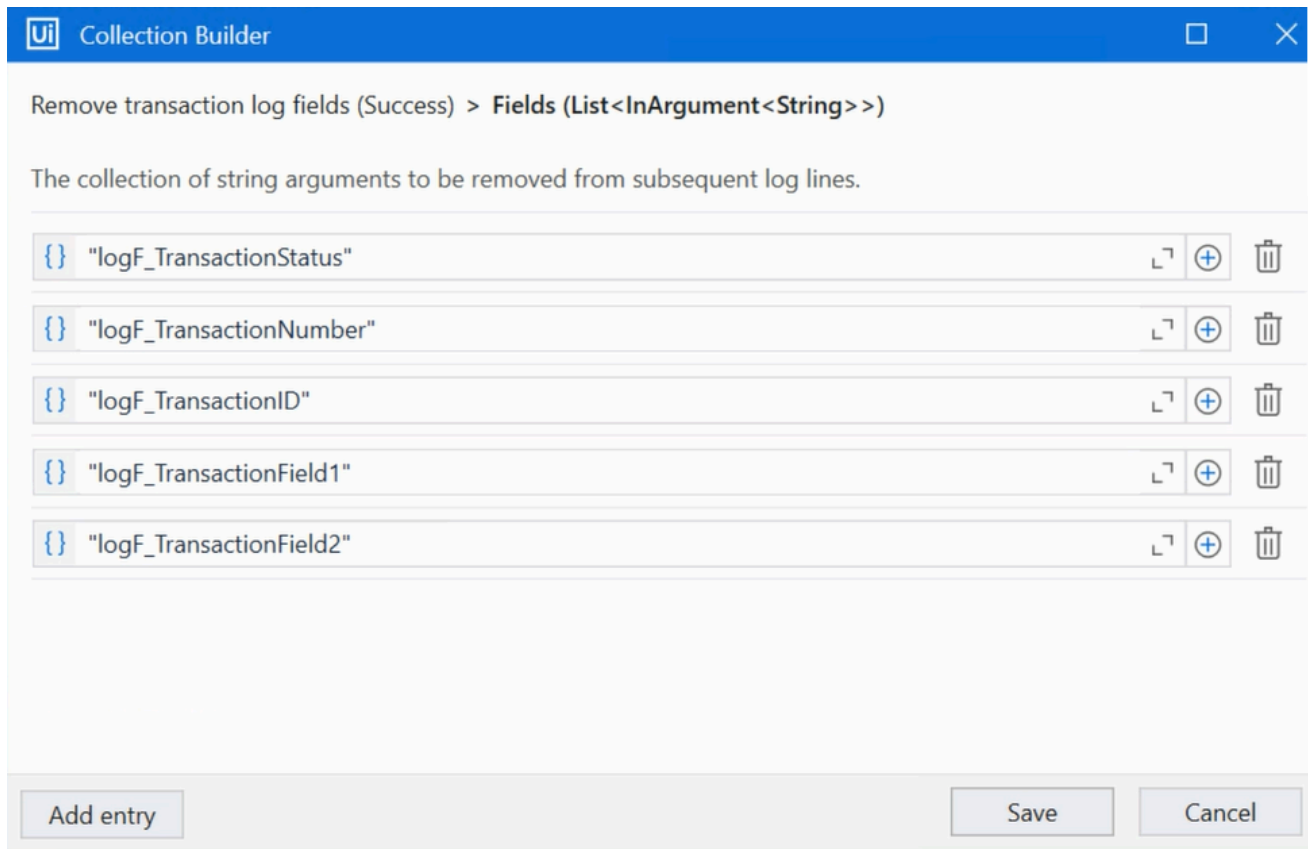 Ui Collection Builder
Remove transaction log fields (Success) > Fields (List<InArgument<String>>)
The collection of string arguments to be removed from subsequent log lines.
{} "logF_TransactionStatus"
{} "logF_TransactionNumber"
{} "logF_TransactionID"
{} "logF_TransactionField1"
{} "logF_TransactionField2"
Add entry Save Cancel